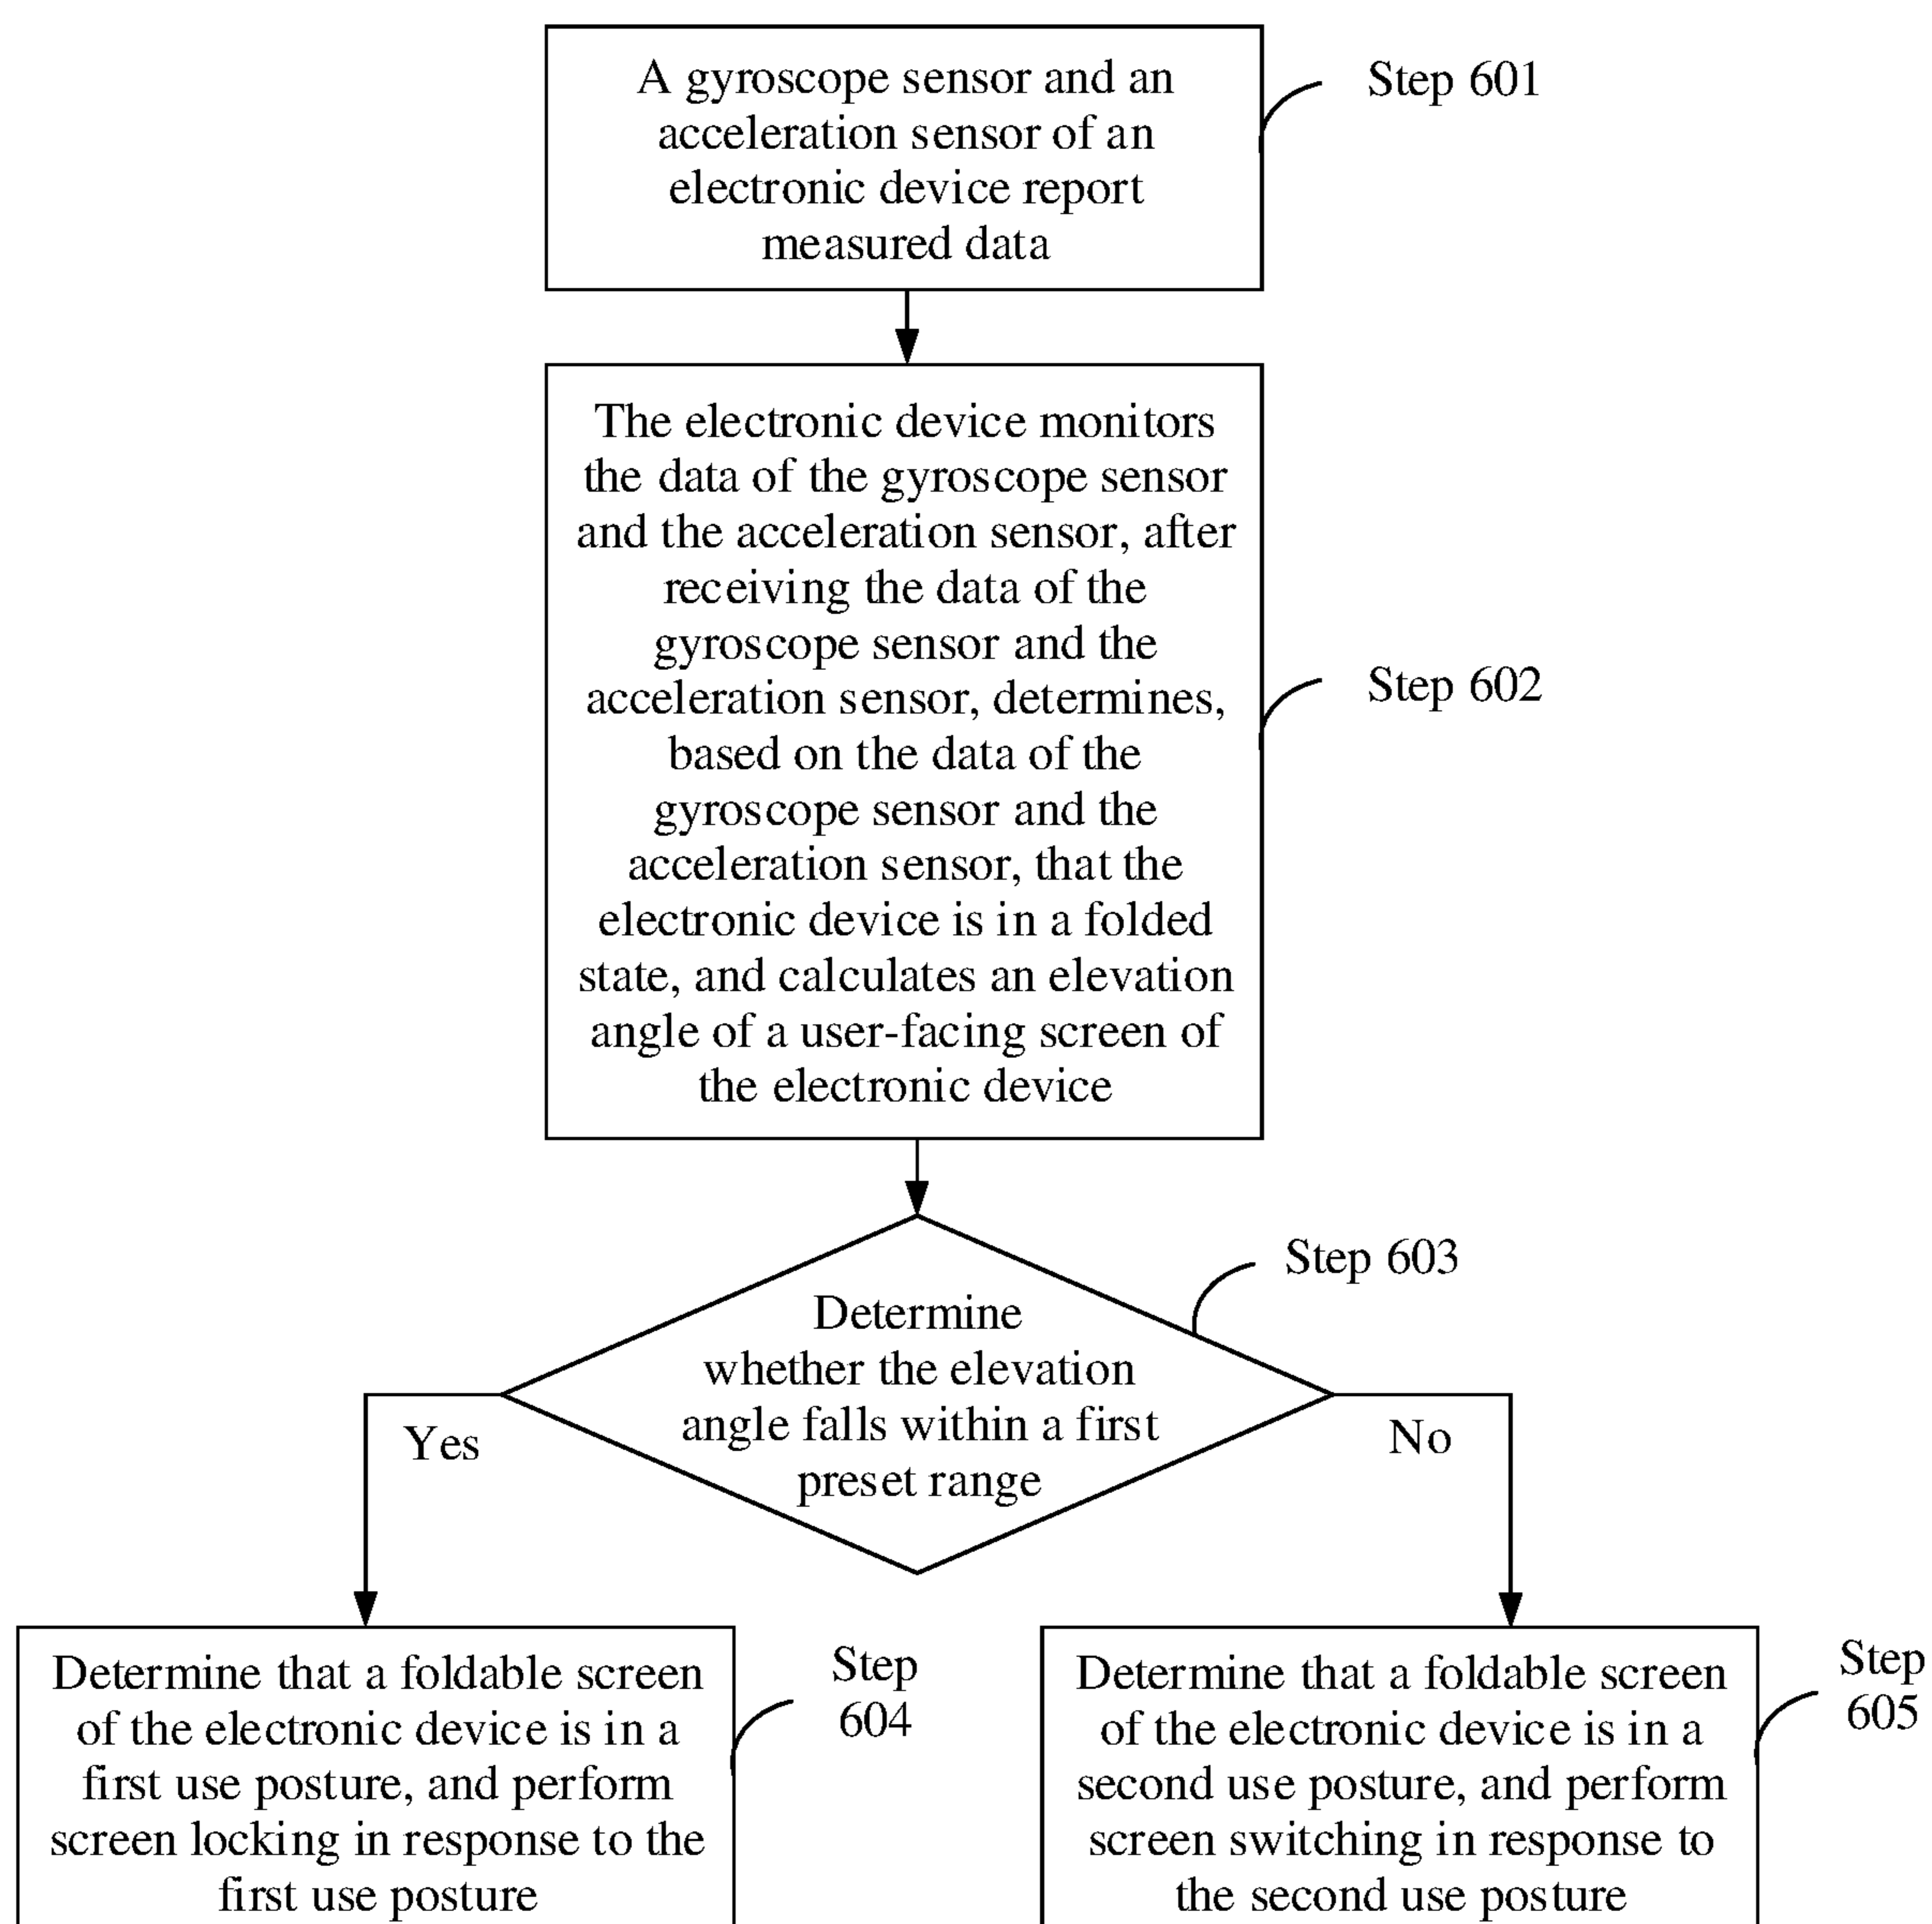 A gyroscope sensor and an
acceleration sensor of an
electronic device report
measured data
Step 601
The electronic device monitors
the data of the gyroscope sensor
and the acceleration sensor, after
receiving the data of the
gyroscope sensor and the
acceleration sensor, determines,
based on the data of the
gyroscope sensor and the
acceleration sensor, that the
electronic device is in a folded
state, and calculates an elevation
angle of a user-facing screen of
the electronic device
Step 602
Determine
whether the elevation
angle falls within a first
preset range
Step 603
Yes
No
Determine that a foldable screen
of the electronic device is in a
first use posture, and perform
screen locking in response to the
first use posture
Step
604
Determine that a foldable screen
of the electronic device is in a
second use posture, and perform
screen switching in response to
the second use posture
Step
605